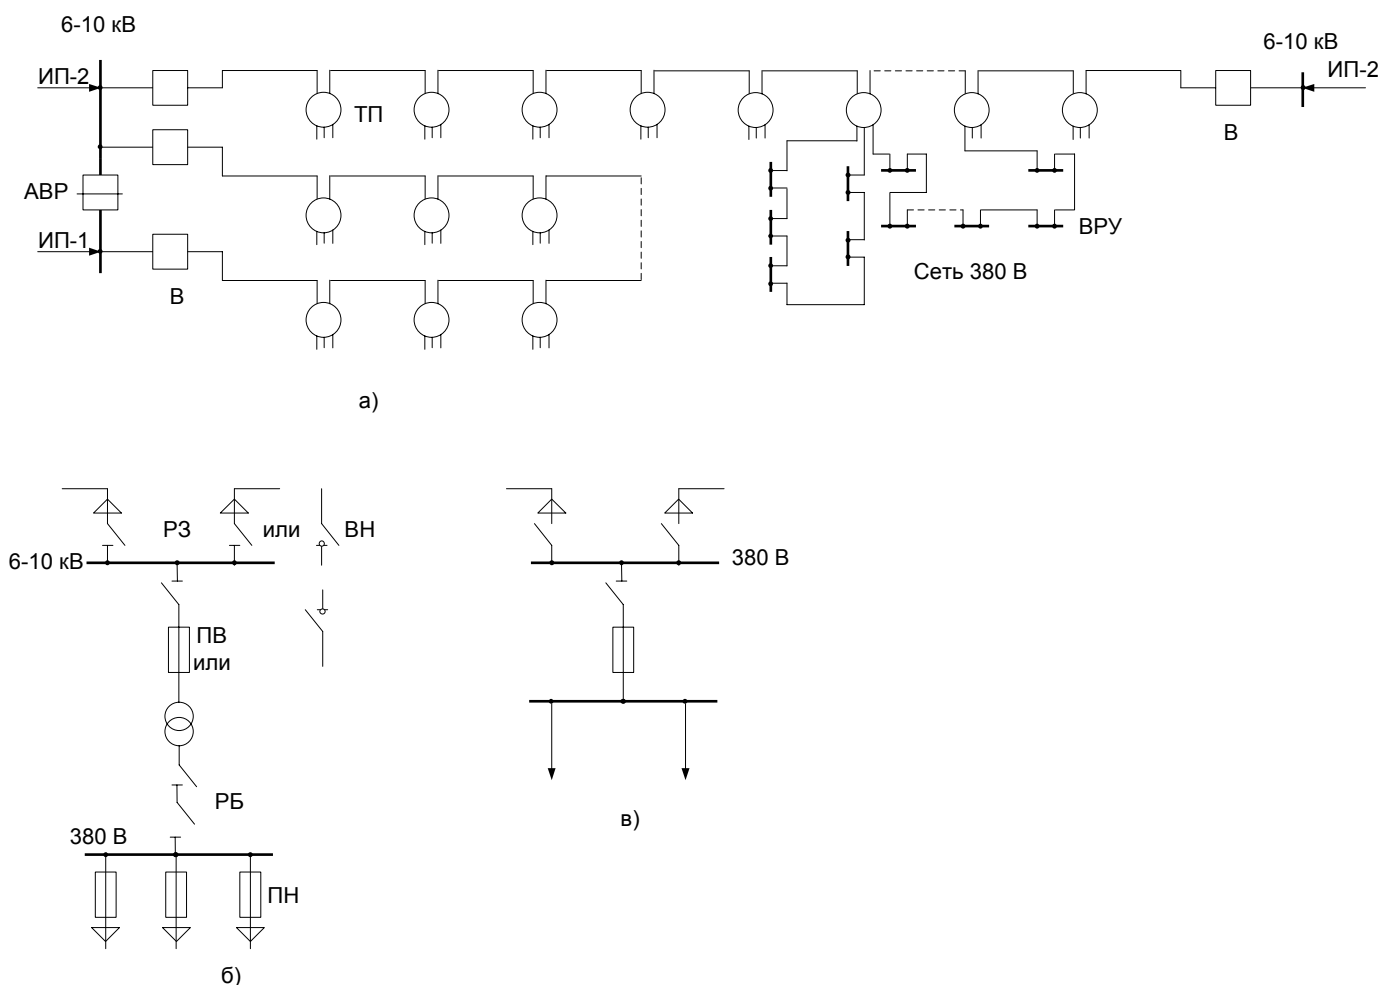 6-10 кВ
6-10 кВ
ИП-2
ИП-2
ТП
В
АВР
ИП-1
ВРУ
В
Сеть 380 В
а)
РЗ
или
ВН
6-10 кВ
380 В
ПВ
или
РБ
в)
380 В
ПН
б)